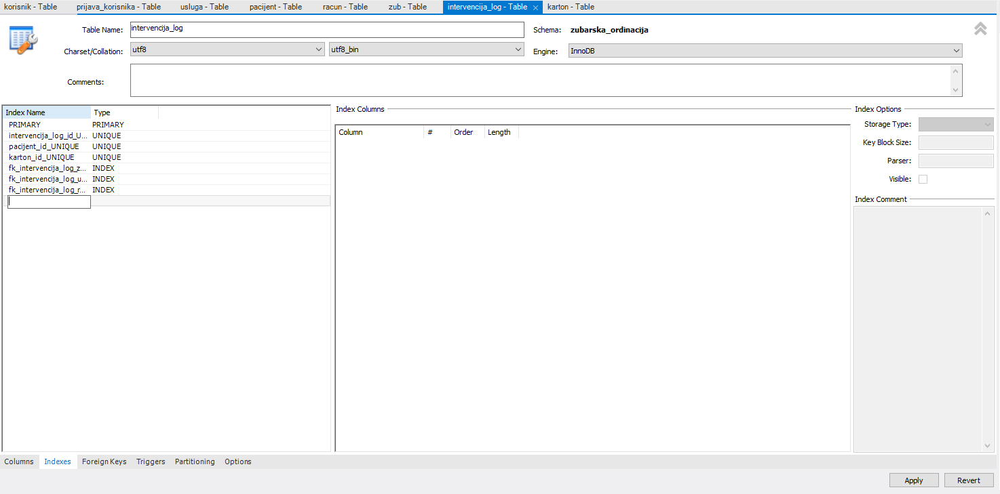 korisnik - Table prijava_korisnika - Table usluga - Table pacijent - Table racun - Table zub - Table intervencija_log - Table karton - Table
Table Name: intervencija_log Schema: zubarska_ordinacija
Charset/Collation: utf8 utf8_bin Engine: InnoDB
Comments:
Index Name Type
PRIMARY PRIMARY
intervencija_log_id_U... UNIQUE
pacijent_id_UNIQUE UNIQUE
karton_id_UNIQUE UNIQUE
fk_intervencija_log_z... INDEX
fk_intervencija_log_u... INDEX
fk_intervencija_log_r... INDEX
Index Columns
Column # Order Length
Index Options
Storage Type:
Key Block Size:
Parser:
Visible:
Index Comment
Columns Indexes Foreign Keys Triggers Partitioning Options
Apply Revert